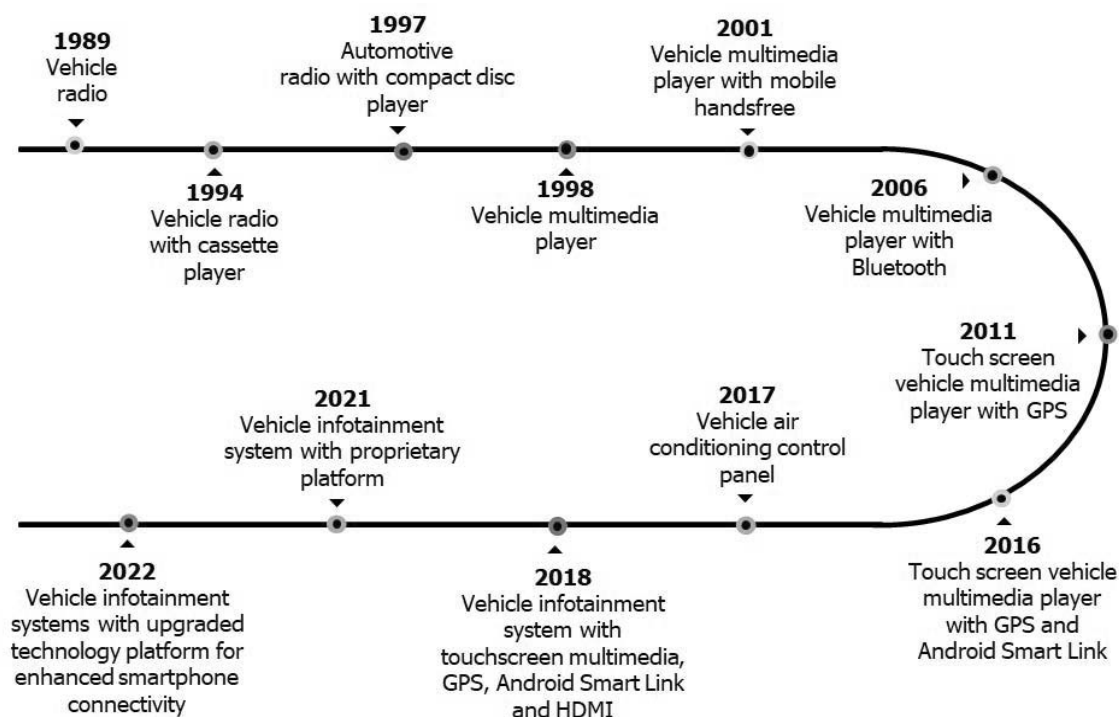 1989
Vehicle
radio
1994
Vehicle radio
with cassette
player
1997
Automotive
radio with compact disc
player
1998
Vehicle multimedia
player
2001
Vehicle multimedia
player with mobile
handsfree
2006
Vehicle multimedia
player with
Bluetooth
2011
Touch screen
vehicle multimedia
player with GPS
2016
Touch screen vehicle
multimedia player
with GPS and
Android Smart Link
2017
Vehicle air
conditioning control
panel
2018
Vehicle infotainment
system with
touchscreen multimedia,
GPS, Android Smart Link
and HDMI
2021
Vehicle infotainment
system with proprietary
platform
2022
Vehicle infotainment
systems with upgraded
technology platform for
enhanced smartphone
connectivity